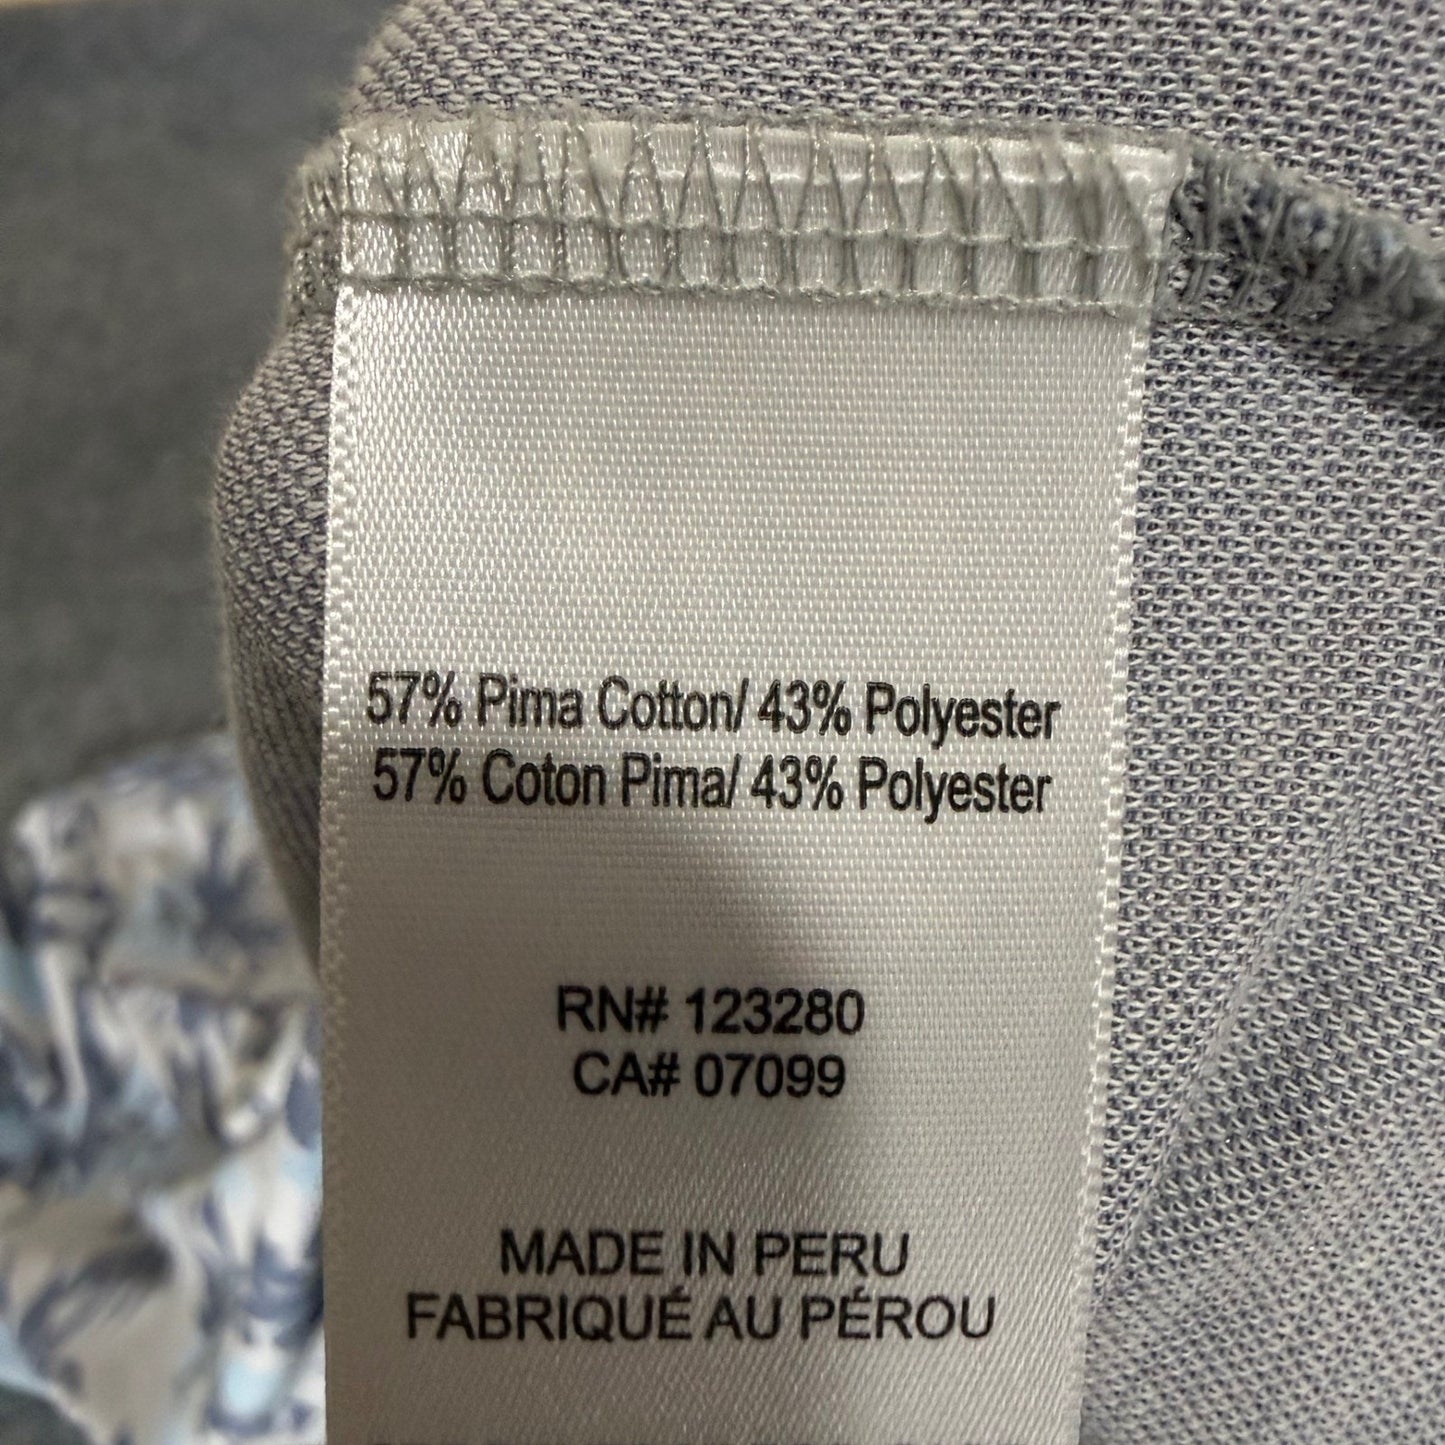 57% Pima Cotton/ 43% Polyester
57% Coton Pima/ 43% Polyester
RN# 123280
CA# 07099
MADE IN PERU
FABRIQUÉ AU PÉROU